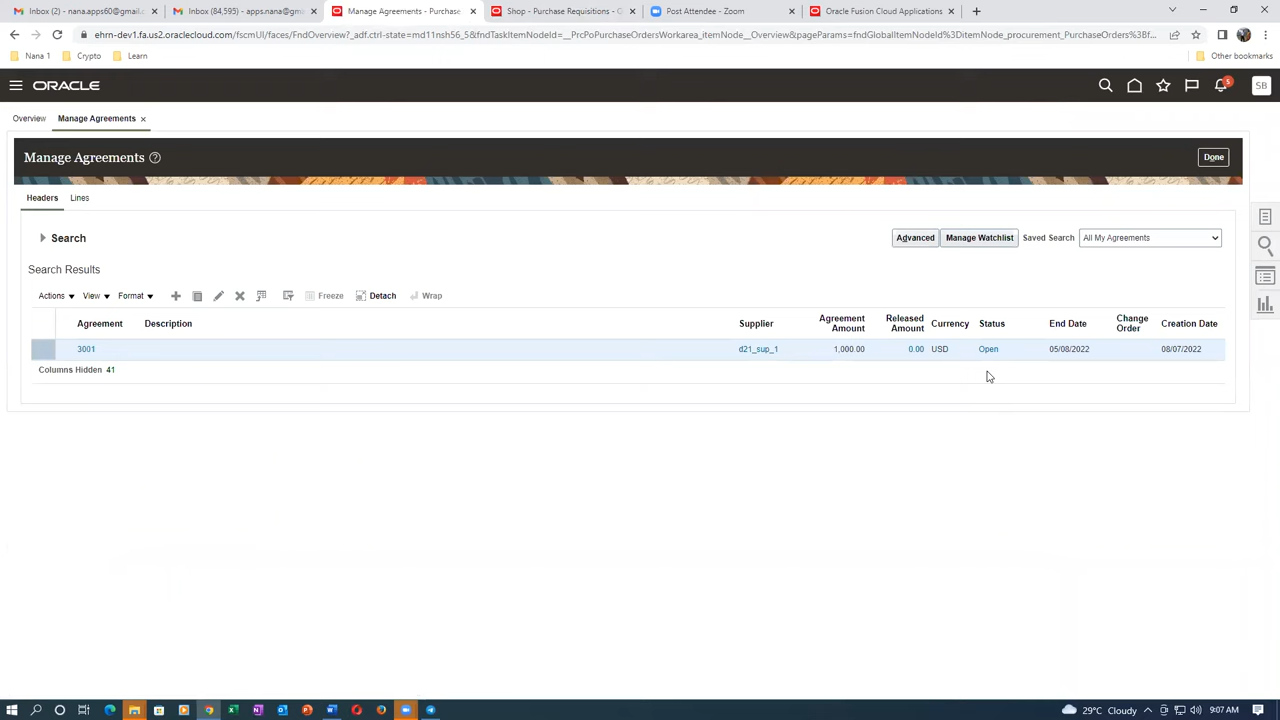 Inbox (2) - nana.apps60@gmail.c
Inbox (84,595) - apps.nana@gma
Manage Agreements - Purchase
Shop - Purchase Requisitions - O
Post Attendee - Zoom
Oracle Fusion Cloud Applications
ehrm-dev1.fa.us2.oraclecloud.com/fscmUI/faces/FndOverview?_adf.ctrl-state=md11nsh56_5&fndTaskItemNodeId=__PrcPoPurchaseOrdersWorkarea_itemNode__Overview&pageParams=fndGlobalItemNodeId%3DitemNode_procurement_PurchaseOrders%3Bf...
Nana 1
Crypto
Learn
Other bookmarks
ORACLE
5
SB
Overview
Manage Agreements
Manage Agreements
Done
Headers
Lines
Search
Advanced
Manage Watchlist
Saved Search
All My Agreements
Search Results
Actions
View
Format
Freeze
Detach
Wrap
Agreement
Description
Supplier
Agreement Amount
Released Amount
Currency
Status
End Date
Change Order
Creation Date
3001
d21_sup_1
1,000.00
0.00
USD
Open
05/08/2022
08/07/2022
Columns Hidden 41
29°C Cloudy
9:07 AM